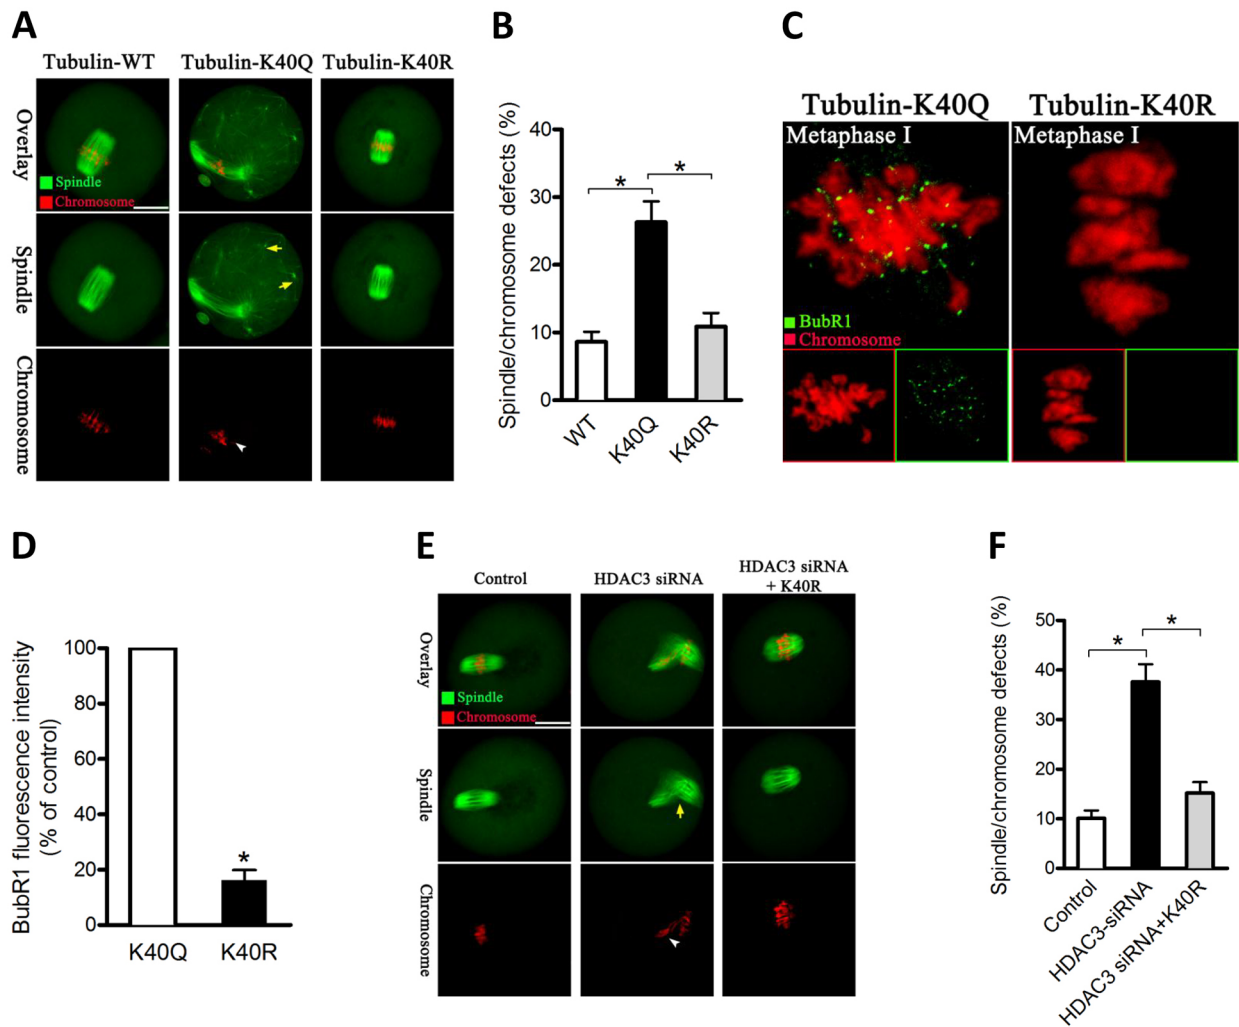 A
Tubulin-WT
Tubulin-K40Q
Tubulin-K40R
Overlay
Spindle
Chromosome
Spindle
Chromosome
B
Spindle/chromosome defects (%)
40
30
20
10
0
*
*
WT
K40Q
K40R
C
Tubulin-K40Q
Tubulin-K40R
Metaphase I
Metaphase I
BubR1
Chromosome
D
BubR1 fluorescence intensity
(% of control)
100
80
60
40
20
0
*
K40Q
K40R
E
Control
HDAC3 siRNA
HDAC3 siRNA
+ K40R
Overlay
Spindle
Chromosome
Spindle
Chromosome
F
Spindle/chromosome defects (%)
50
40
30
20
10
0
*
*
Control
HDAC3-siRNA
HDAC3 siRNA+K40R